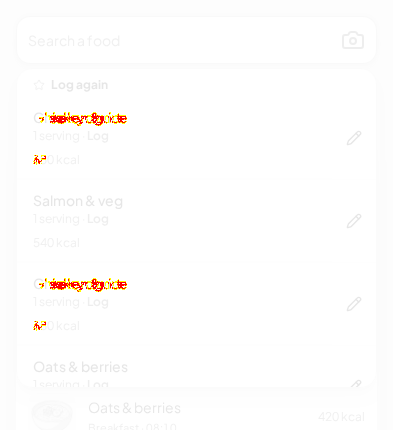 Search a food
Log again
1 serving · Log
kcal
Salmon & veg
1 serving · Log
540 kcal
1 serving · Log
kcal
Oats & berries
1 serving · Log
Oats & berries
420 kcal
Breakfast · 08:10